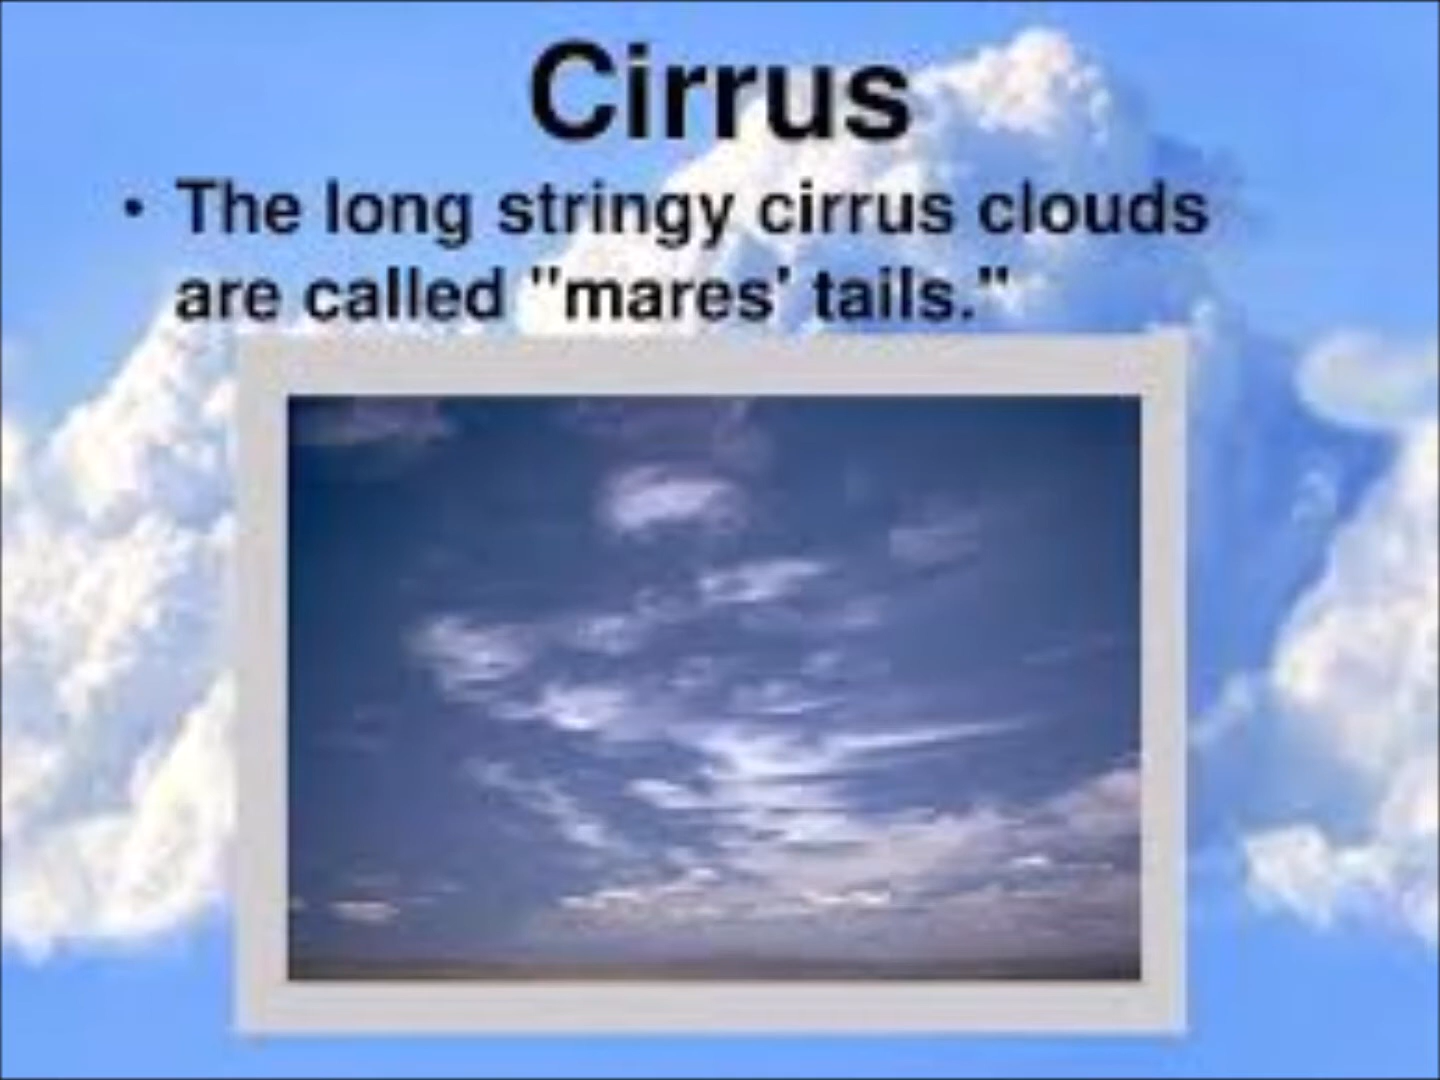 Cirrus
• The long stringy cirrus clouds
are called "mares' tails."